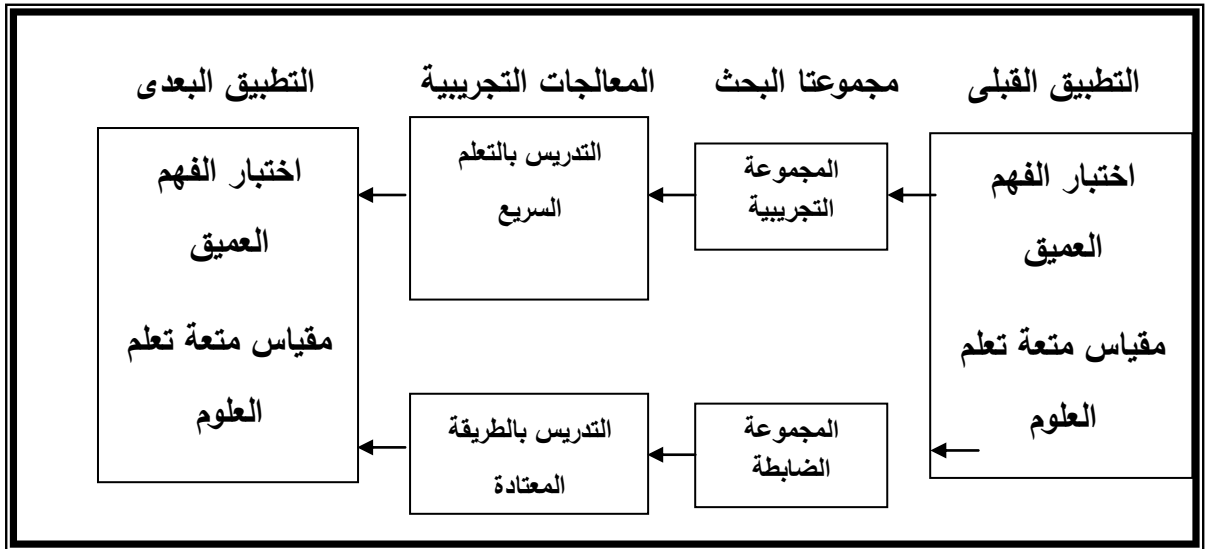 التطبيق القبلى
مجموعتا البحث
المعالجات التجريبية
التطبيق البعدى
اختبار الفهم
العميق
مقياس متعة تعلم
العلوم
المجموعة
التجريبية
المجموعة
الضابطة
التدريس بالتعلم
السريع
التدريس بالطريقة
المعتادة
اختبار الفهم
العميق
مقياس متعة تعلم
العلوم